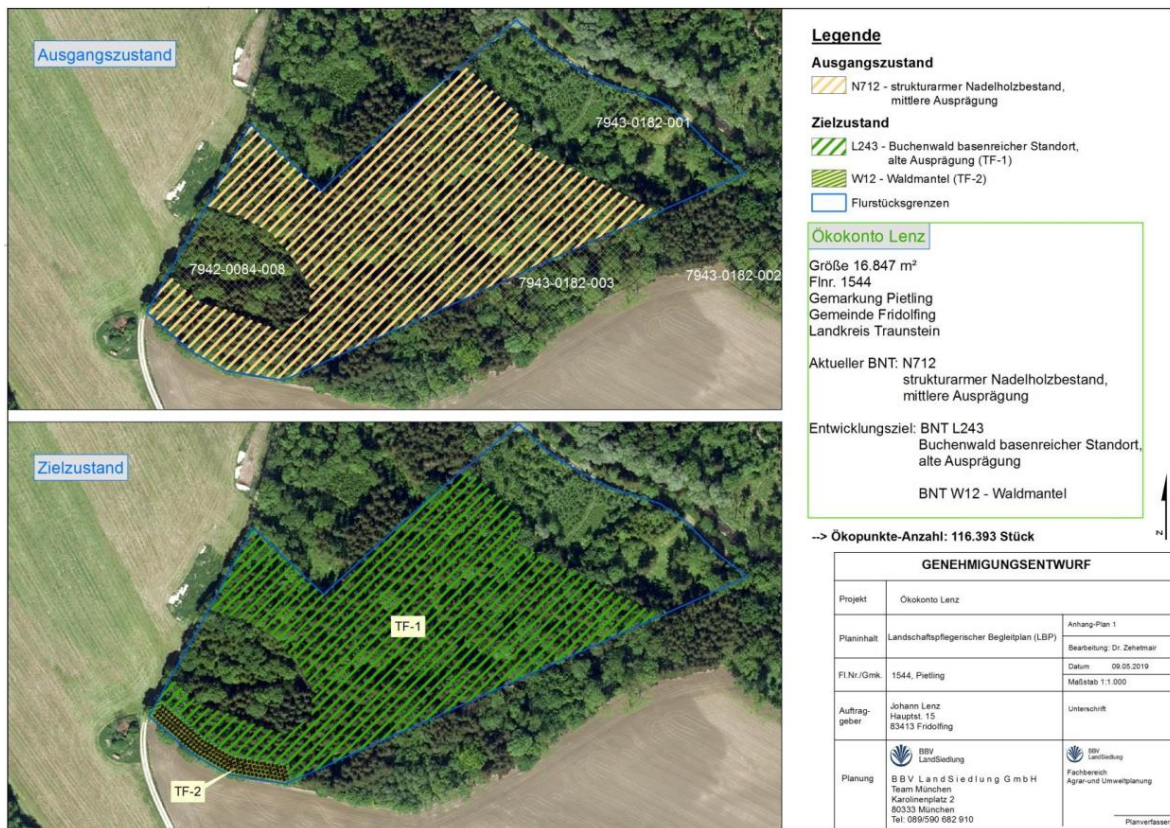 Ausgangszustand
7943-0182-001
7942-0084-008
7943-0182-003
7943-0182-002
Zielzustand
TF-1
TF-2
Legende
Ausgangszustand
N712 - strukturarmer Nadelholzbestand,
mittlere Ausprägung
Zielzustand
L243 - Buchenwald basenreicher Standort,
alte Ausprägung (TF-1)
W12 - Waldmantel (TF-2)
Flurstücksgrenzen
Ökokonto Lenz
Größe 16.847 m²
Flnr. 1544
Gemarkung Pietling
Gemeinde Fridolfing
Landkreis Traunstein
Aktueller BNT: N712
strukturarmer Nadelholzbestand,
mittlere Ausprägung
Entwicklungsziel: BNT L243
Buchenwald basenreicher Standort,
alte Ausprägung
BNT W12 - Waldmantel
N
--> Ökopunkte-Anzahl: 116.393 Stück
GENEHMIGUNGSENTWURF
Projekt Ökokonto Lenz
Planinhalt Landschaftspflegerischer Begleitplan (LBP)
Anhang-Plan 1
Bearbeitung: Dr. Zehetmair
Fl.Nr./Gmk. 1544, Pietling
Datum 09.05.2019
Maßstab 1:1.000
Auftrag-
geber
Johann Lenz
Hauptst. 15
83413 Fridolfing
Unterschrift
Planung
BBV
LandSiedlung
BBV LandSiedlung GmbH
Team München
Karolinenplatz 2
80333 München
Tel: 089/590 682 910
BBV
LandSiedlung
Fachbereich
Agrar-und Umweltplanung
Planverfasser